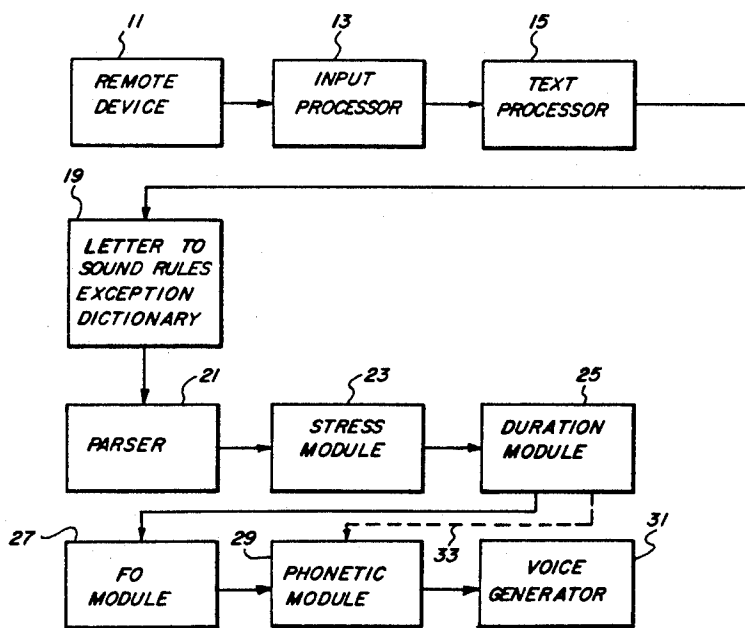 11
REMOTE
DEVICE
13
INPUT
PROCESSOR
15
TEXT
PROCESSOR
19
LETTER TO
SOUND RULES
EXCEPTION
DICTIONARY
21
PARSER
23
STRESS
MODULE
25
DURATION
MODULE
27
FO
MODULE
29
PHONETIC
MODULE
33
31
VOICE
GENERATOR